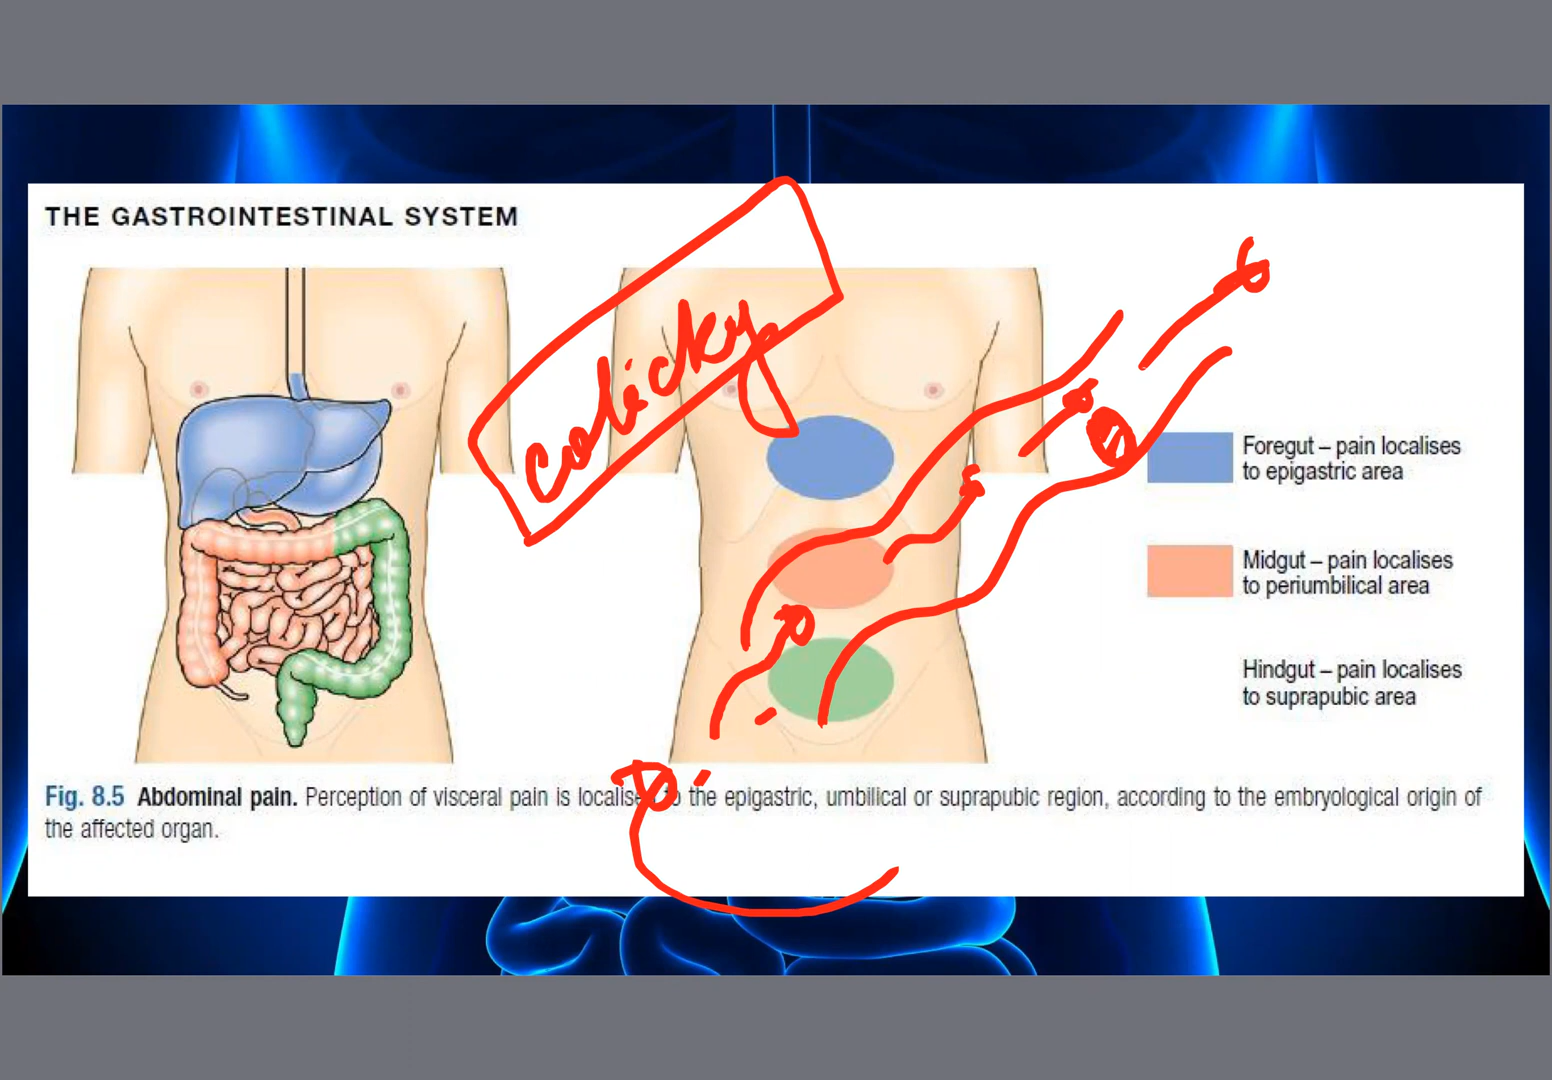 THE GASTROINTESTINAL SYSTEM
colicky
Foregut – pain localises
to epigastric area
Midgut – pain localises
to periumbilical area
Hindgut – pain localises
to suprapubic area
Fig. 8.5 Abdominal pain. Perception of visceral pain is localised to the epigastric, umbilical or suprapubic region, according to the embryological origin of
the affected organ.